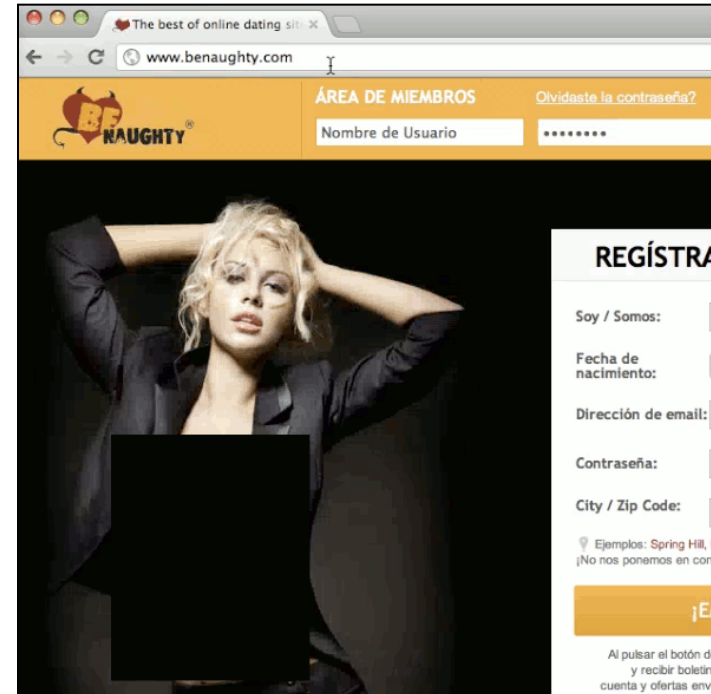 The best of online dating sit
www.benaughty.com
BE NAUGHTY®
ÁREA DE MIEMBROS
Olvidaste la contraseña?
Nombre de Usuario
••••••••
REGÍSTRA
Soy / Somos:
Fecha de
nacimiento:
Dirección de email:
Contraseña:
City / Zip Code:
Ejemplos: Spring Hill,
¡No nos ponemos en con
¡E
Al pulsar el botón d
y recibir boletin
cuenta y ofertas env